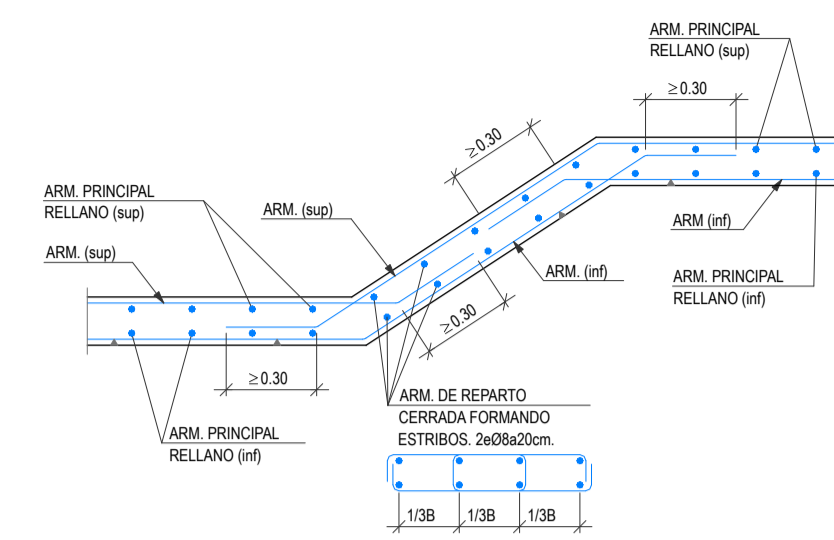 ARM. PRINCIPAL
RELLANO (sup)
≥0.30
≥0.30
ARM. PRINCIPAL
RELLANO (sup)
ARM. (sup)
ARM. (sup)
ARM (inf)
ARM. (inf)
ARM. PRINCIPAL
RELLANO (inf)
≥0.30
≥0.30
ARM. PRINCIPAL
RELLANO (inf)
ARM. DE REPARTO
CERRADA FORMANDO
ESTRIBOS. 2eØ8a20cm.
1/3B 1/3B 1/3B